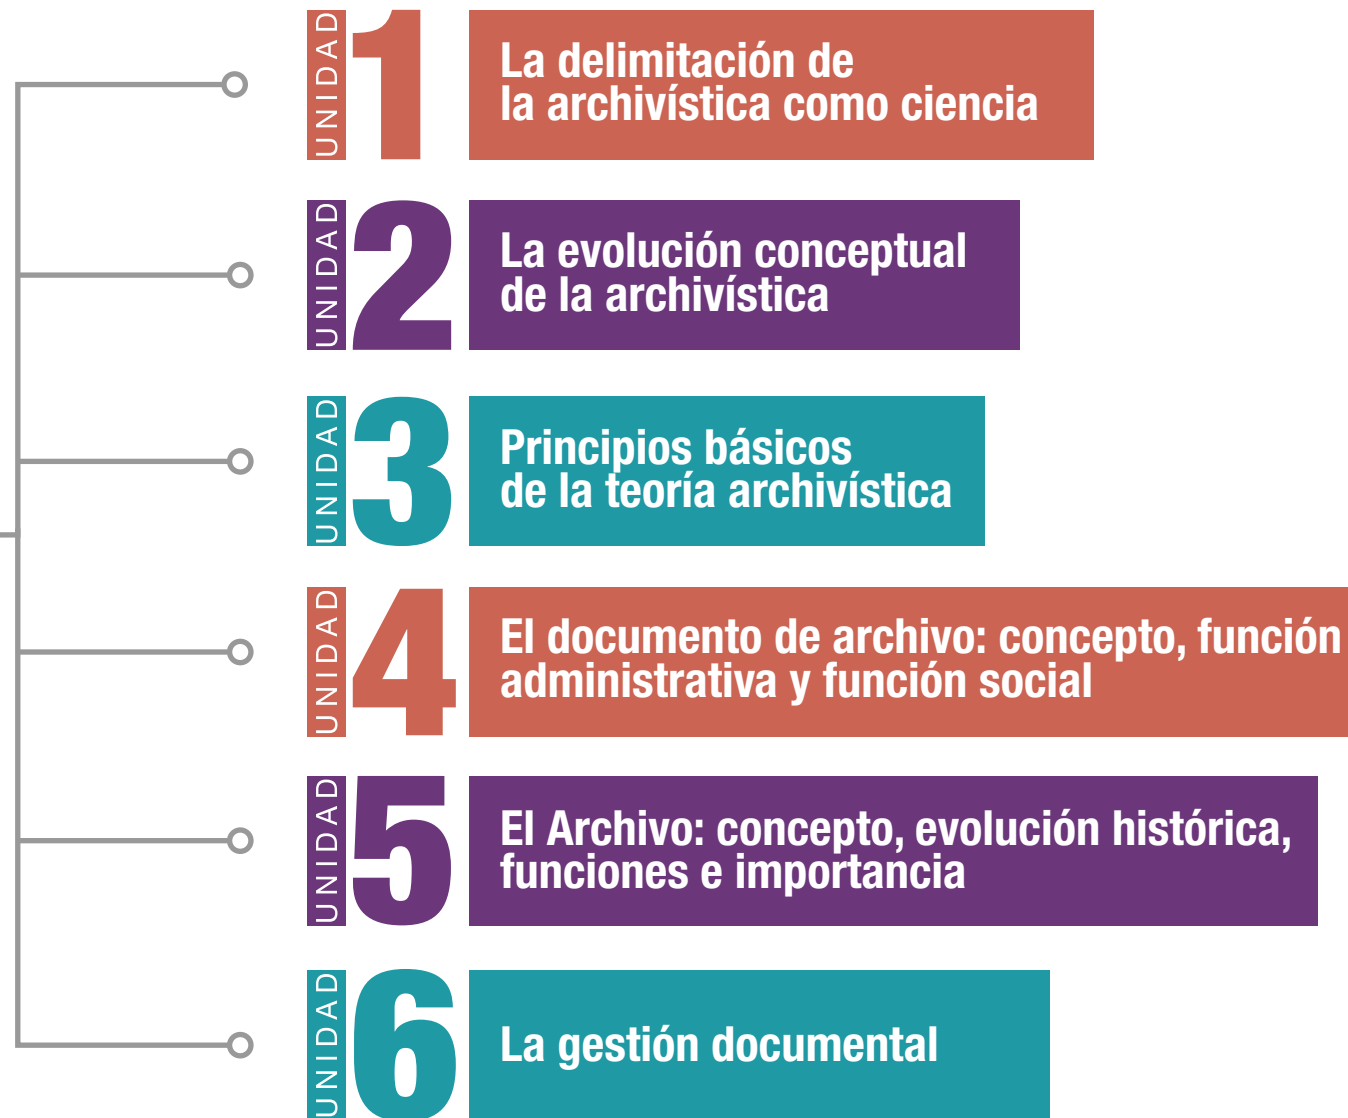 UNIDAD 1
La delimitación de
la archivística como ciencia
UNIDAD 2
La evolución conceptual
de la archivística
UNIDAD 3
Principios básicos
de la teoría archivística
UNIDAD 4
El documento de archivo: concepto, función
administrativa y función social
UNIDAD 5
El Archivo: concepto, evolución histórica,
funciones e importancia
UNIDAD 6
La gestión documental